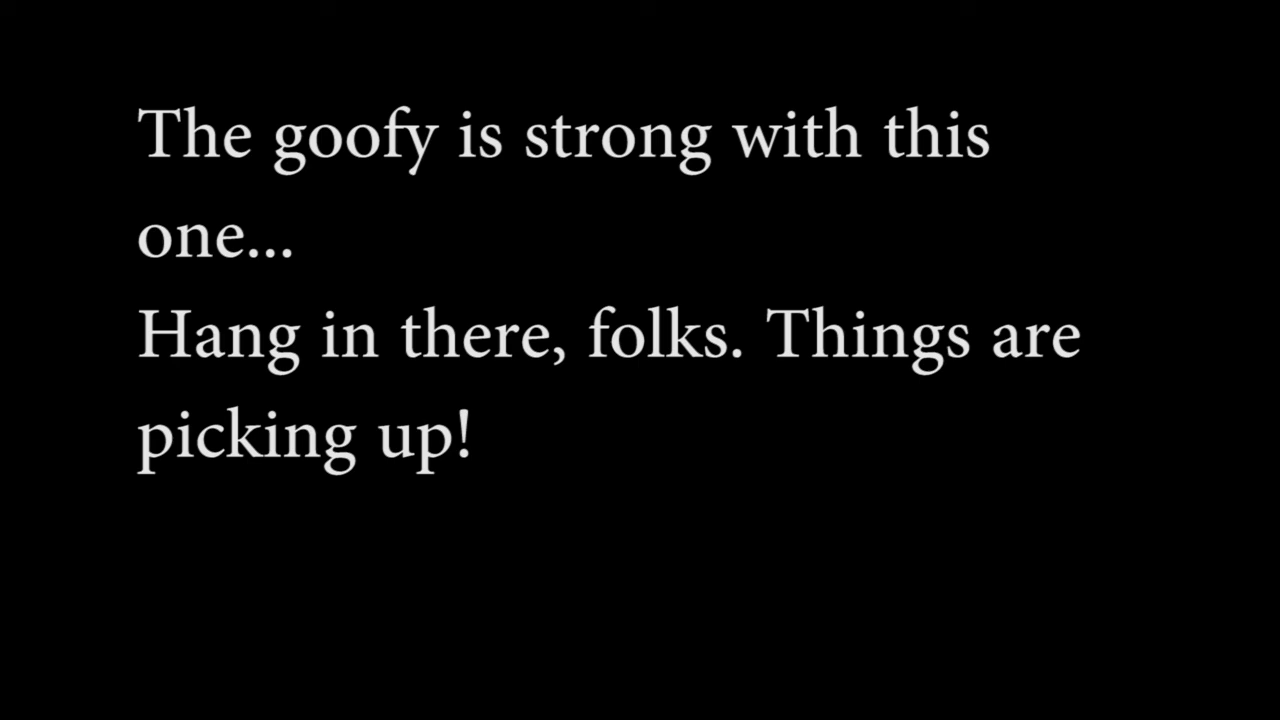 The goofy is strong with this
one...
Hang in there, folks. Things are
picking up!